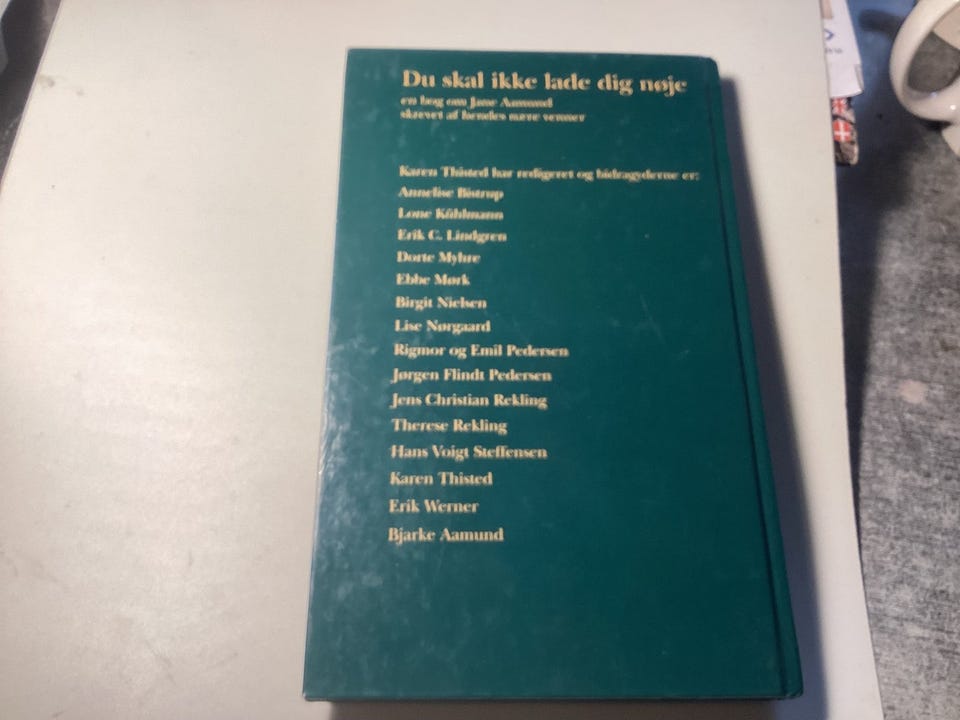 Du skal ikke lade dig nøje
en bog om Jane Aamund
skrevet af hendes nære venner
Karen Thisted har redigeret og bidragyderne er:
Annelise Bistrup
Lone Kühlmann
Erik C. Lindgren
Dorte Myhre
Ebbe Mørk
Birgit Nielsen
Lise Nørgaard
Rigmor og Emil Pedersen
Jørgen Flindt Pedersen
Jens Christian Rekling
Therese Rekling
Hans Voigt Steffensen
Karen Thisted
Erik Werner
Bjarke Aamund